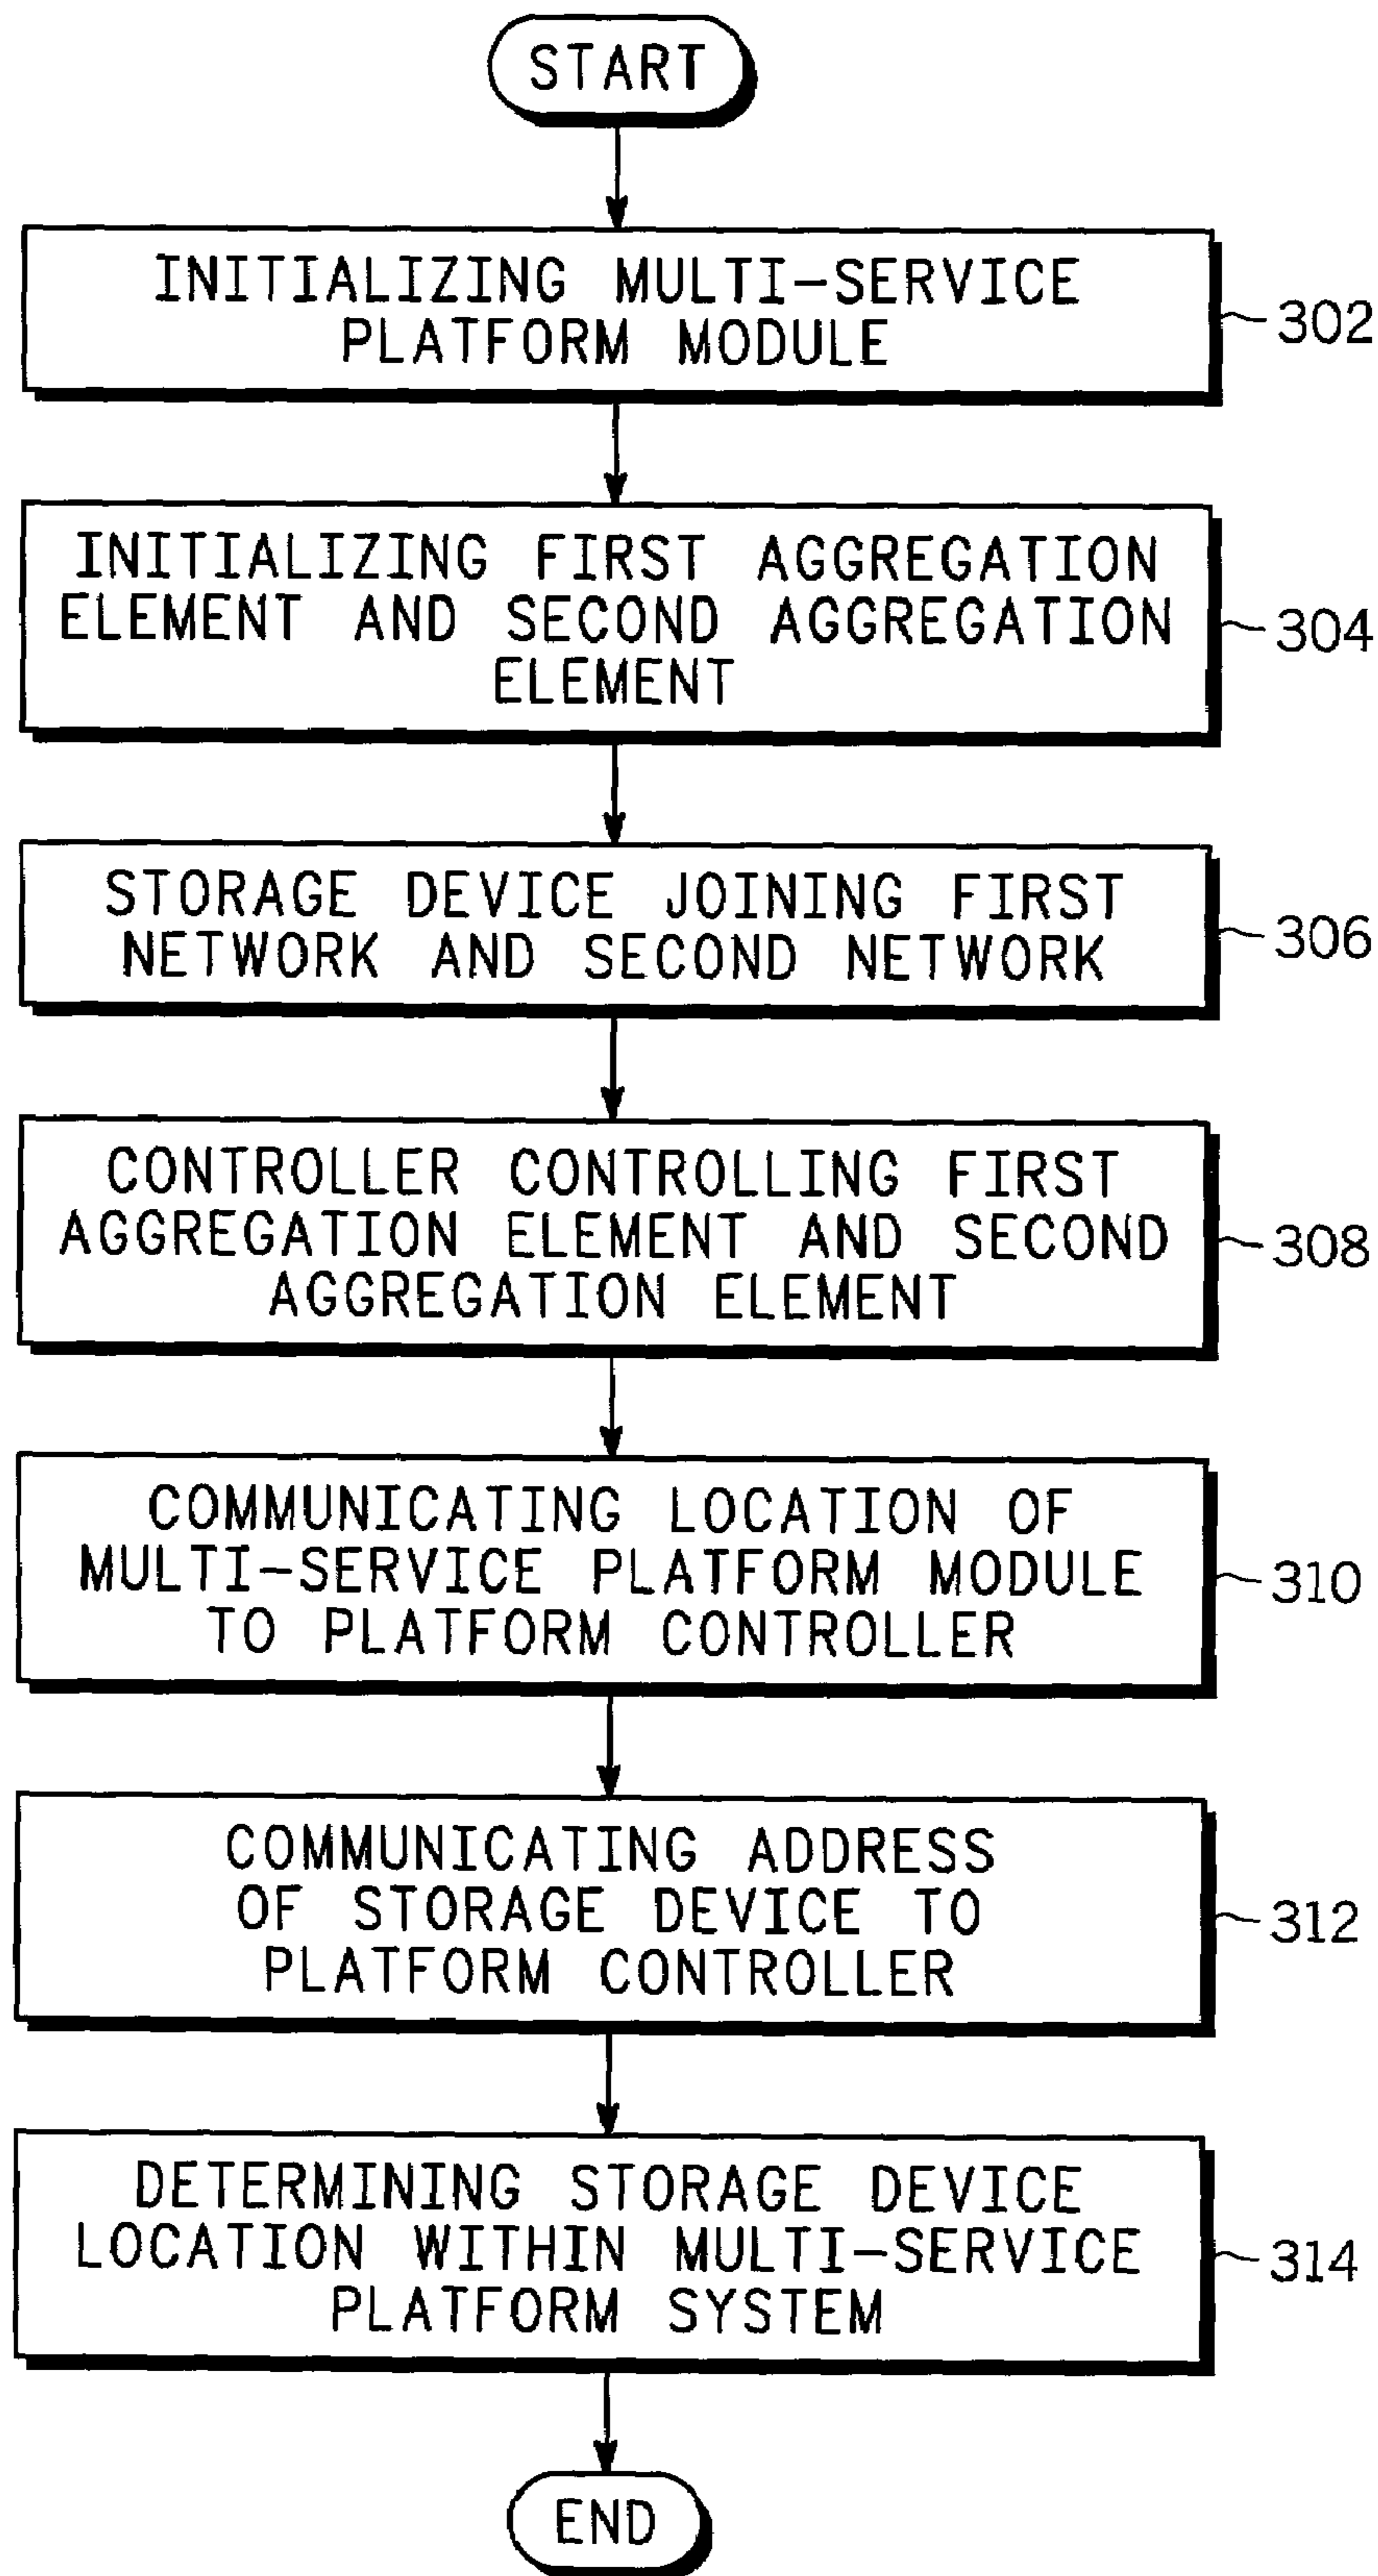 START
INITIALIZING MULTI-SERVICE
PLATFORM MODULE
302
INITIALIZING FIRST AGGREGATION
ELEMENT AND SECOND AGGREGATION
ELEMENT
304
STORAGE DEVICE JOINING FIRST
NETWORK AND SECOND NETWORK
306
CONTROLLER CONTROLLING FIRST
AGGREGATION ELEMENT AND SECOND
AGGREGATION ELEMENT
308
COMMUNICATING LOCATION OF
MULTI-SERVICE PLATFORM MODULE
TO PLATFORM CONTROLLER
310
COMMUNICATING ADDRESS
OF STORAGE DEVICE TO
PLATFORM CONTROLLER
312
DETERMINING STORAGE DEVICE
LOCATION WITHIN MULTI-SERVICE
PLATFORM SYSTEM
314
END